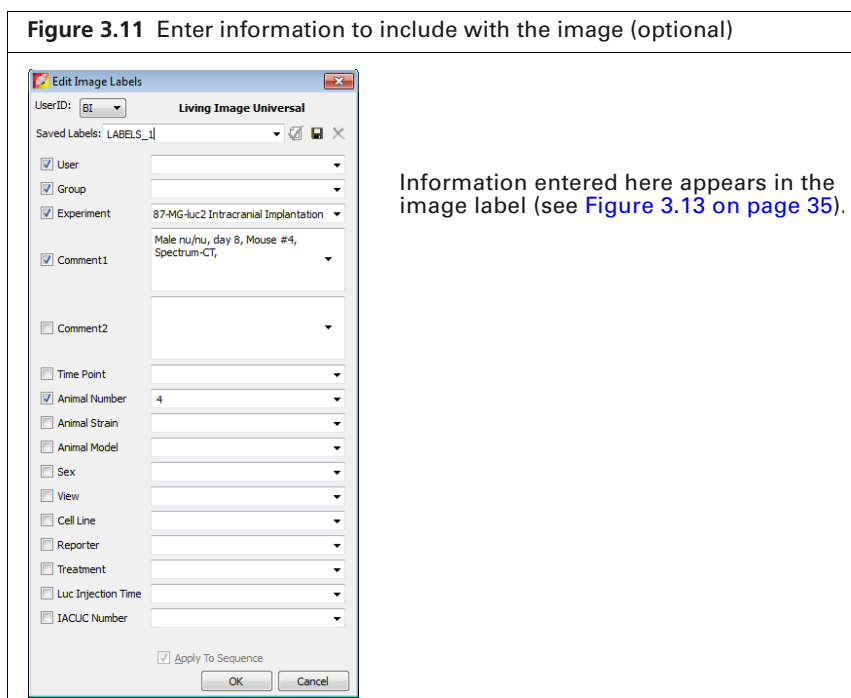 Figure 3.11 Enter information to include with the image (optional)
Edit Image Labels
UserID: BI Living Image Universal
Saved Labels: LABELS_1
User
Group
Experiment 87-MG-luc2 Intracranial Implantation
Comment1 Male nu/nu, day 8, Mouse #4,
Spectrum-CT,
Comment2
Time Point
Animal Number 4
Animal Strain
Animal Model
Sex
View
Cell Line
Reporter
Treatment
Luc Injection Time
IACUC Number
Apply To Sequence
OK Cancel
Information entered here appears in the
image label (see Figure 3.13 on page 35).